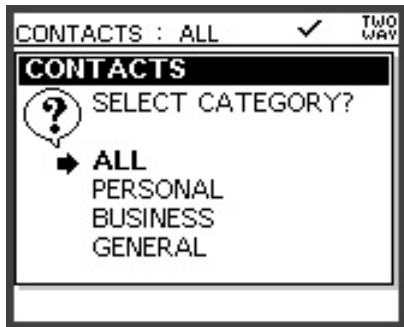 CONTACTS : ALL ✓ TWO WAY
CONTACTS
? SELECT CATEGORY?
ALL
PERSONAL
BUSINESS
GENERAL